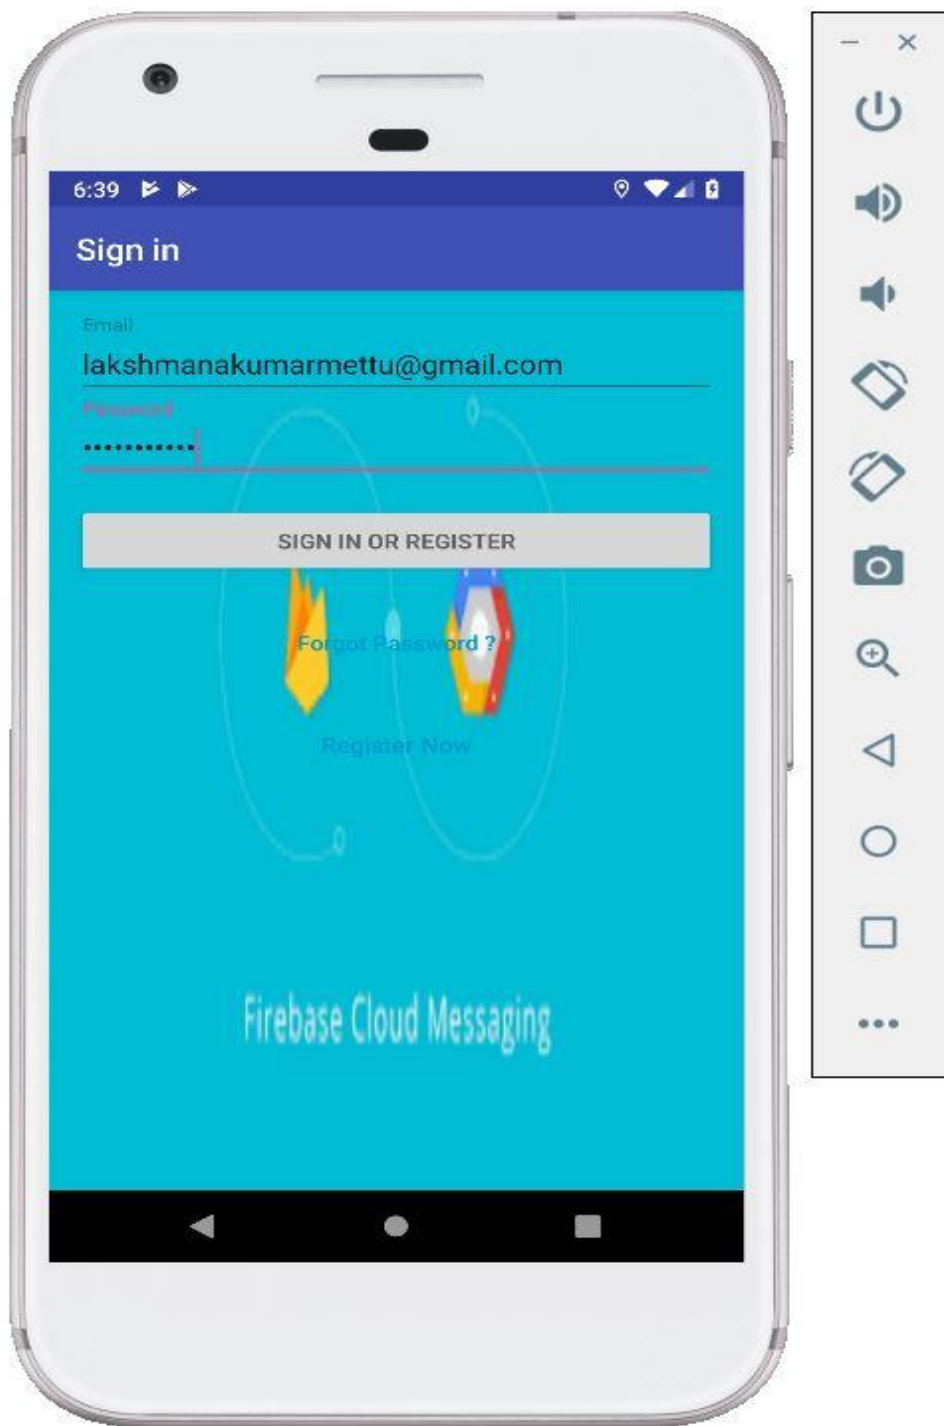 6:39
Sign in
Email
lakshmanakumarmettu@gmail.com
Password
•••••••••••
SIGN IN OR REGISTER
Forgot Password ?
Register Now
Firebase Cloud Messaging